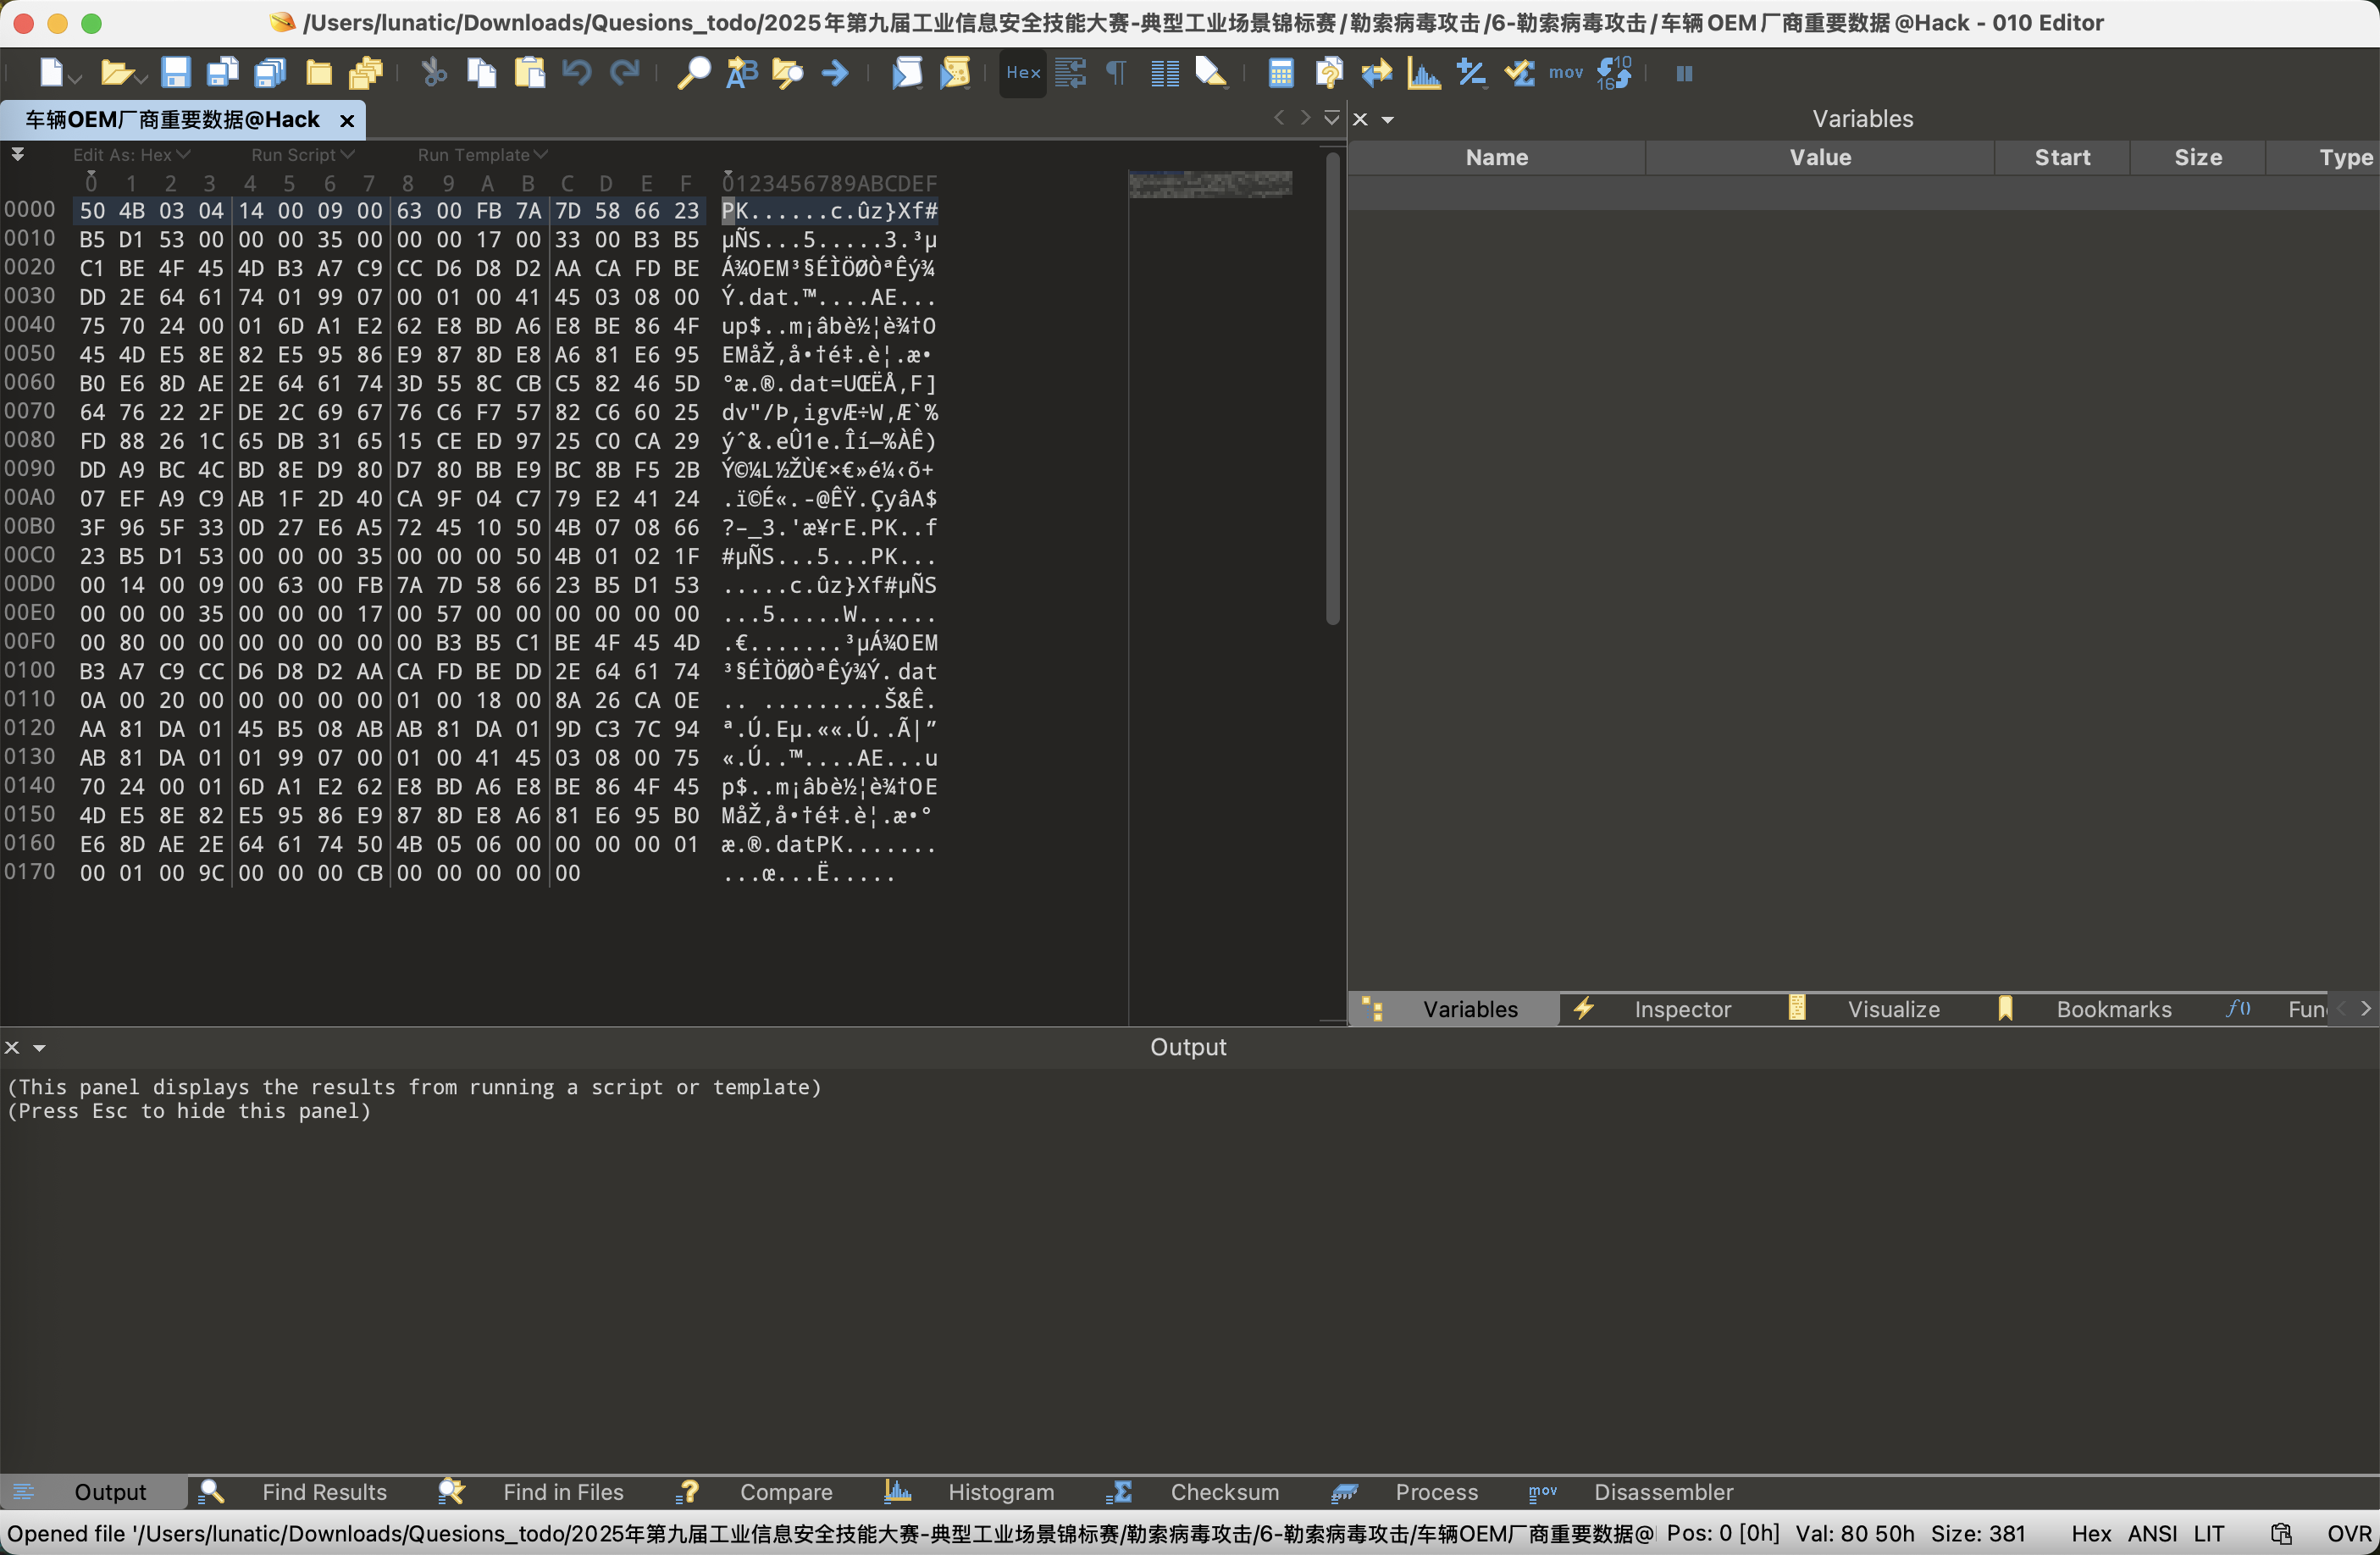 /Users/lunatic/Downloads/Quesions_todo/2025年第九届工业信息安全技能大赛-典型工业场景锦标赛/勒索病毒攻击/6-勒索病毒攻击/车辆OEM厂商重要数据@Hack - 010 Editor
Hex
mov
10
16
车辆OEM厂商重要数据@Hack
Edit As: Hex Run Script Run Template
0 1 2 3 4 5 6 7 8 9 A B C D E F 0123456789ABCDEF
0000 50 4B 03 04 14 00 09 00 63 00 FB 7A 7D 58 66 23 PK......c.ûz}Xf#
0010 B5 D1 53 00 00 00 35 00 00 00 17 00 33 00 B3 B5 µÑS...5.....3.³µ
0020 C1 BE 4F 45 4D B3 A7 C9 CC D6 D8 D2 AA CA FD BE Á¾OEM³§ÉÌÖØÒªÊý¾
0030 DD 2E 64 61 74 01 99 07 00 01 00 41 45 03 08 00 Ý.dat.™....AE...
0040 75 70 24 00 01 6D A1 E2 62 E8 BD A6 E8 BE 86 4F up$..m¡âbè½¦è¾†O
0050 45 4D E5 8E 82 E5 95 86 E9 87 8D E8 A6 81 E6 95 EMåŽ‚å•†é‡.è¦.æ•
0060 B0 E6 8D AE 2E 64 61 74 3D 55 8C CB C5 82 46 5D °æ.®.dat=UŒËÅ‚F]
0070 64 76 22 2F DE 2C 69 67 76 C6 F7 57 82 C6 60 25 dv"/Þ,igvÆ÷W‚Æ`%
0080 FD 88 26 1C 65 DB 31 65 15 CE ED 97 25 C0 CA 29 ýˆ&.eÛ1e.Îí—%ÀÊ)
0090 DD A9 BC 4C BD 8E D9 80 D7 80 BB E9 BC 8B F5 2B Ý©¼L½ŽÙ€×€»é¼‹õ+
00A0 07 EF A9 C9 AB 1F 2D 40 CA 9F 04 C7 79 E2 41 24 .ï©É«.-@ÊŸ.ÇyâA$
00B0 3F 96 5F 33 0D 27 E6 A5 72 45 10 50 4B 07 08 66 ?–_3.'æ¥rE.PK..f
00C0 23 B5 D1 53 00 00 00 35 00 00 00 50 4B 01 02 1F #µÑS...5...PK...
00D0 00 14 00 09 00 63 00 FB 7A 7D 58 66 23 B5 D1 53 .....c.ûz}Xf#µÑS
00E0 00 00 00 35 00 00 00 17 00 57 00 00 00 00 00 00 ...5.....W......
00F0 00 80 00 00 00 00 00 00 00 B3 B5 C1 BE 4F 45 4D .€.......³µÁ¾OEM
0100 B3 A7 C9 CC D6 D8 D2 AA CA FD BE DD 2E 64 61 74 ³§ÉÌÖØÒªÊý¾Ý.dat
0110 0A 00 20 00 00 00 00 00 01 00 18 00 8A 26 CA 0E .. .........Š&Ê.
0120 AA 81 DA 01 45 B5 08 AB AB 81 DA 01 9D C3 7C 94 ª.Ú.Eµ.««.Ú..Ã|”
0130 AB 81 DA 01 01 99 07 00 01 00 41 45 03 08 00 75 «.Ú..™....AE...u
0140 70 24 00 01 6D A1 E2 62 E8 BD A6 E8 BE 86 4F 45 p$..m¡âbè½¦è¾†OE
0150 4D E5 8E 82 E5 95 86 E9 87 8D E8 A6 81 E6 95 B0 MåŽ‚å•†é‡.è¦.æ•°
0160 E6 8D AE 2E 64 61 74 50 4B 05 06 00 00 00 00 01 æ.®.datPK.......
0170 00 01 00 9C 00 00 00 CB 00 00 00 00 00 ...œ...Ë.....
Variables
Name Value Start Size Type
Variables Inspector Visualize Bookmarks f() Fun
Output
(This panel displays the results from running a script or template)
(Press Esc to hide this panel)
Output Find Results Find in Files Compare Histogram Checksum Process mov Disassembler
Opened file '/Users/lunatic/Downloads/Quesions_todo/2025年第九届工业信息安全技能大赛-典型工业场景锦标赛/勒索病毒攻击/6-勒索病毒攻击/车辆OEM厂商重要数据@ Pos: 0 [0h] Val: 80 50h Size: 381 Hex ANSI LIT OVR